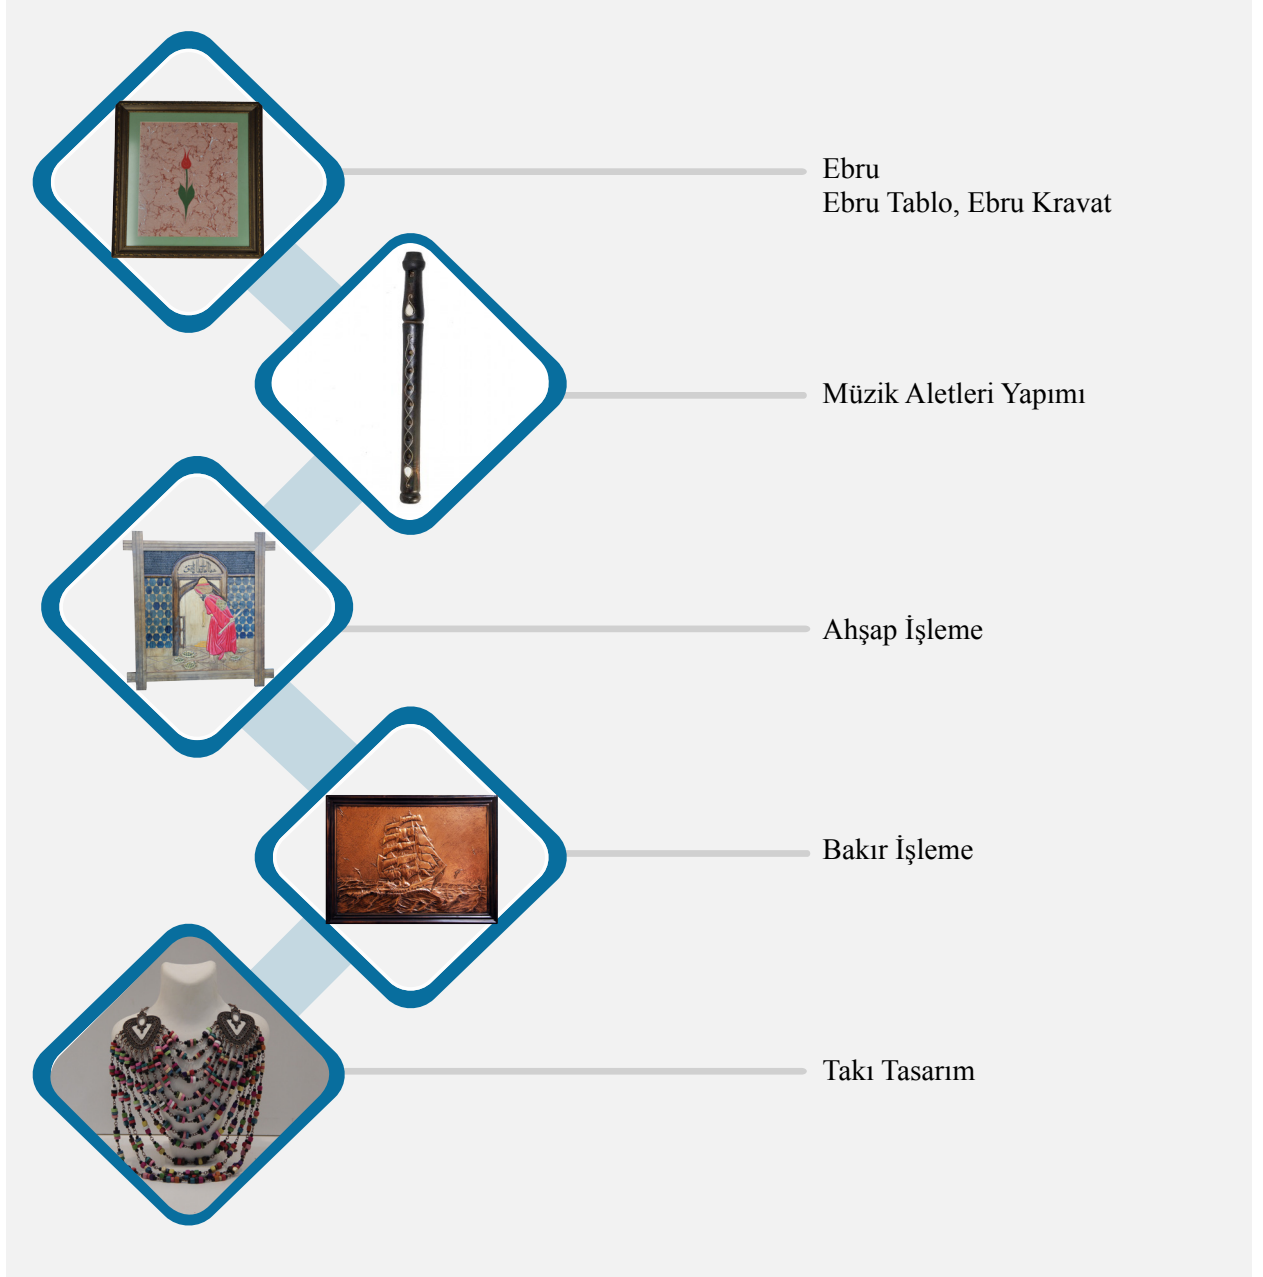 Ebru
Ebru Tablo, Ebru Kravat
Müzik Aletleri Yapımı
Ahşap İşleme
Bakır İşleme
Takı Tasarım